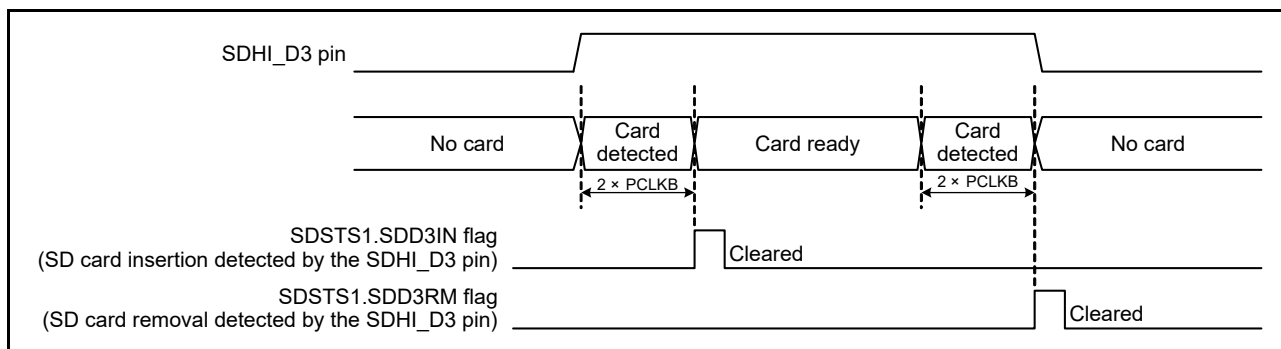 SDHI_D3 pin
No card
Card
detected
Card ready
Card
detected
No card
2 × PCLKB
2 × PCLKB
SDSTS1.SDD3IN flag
(SD card insertion detected by the SDHI_D3 pin)
Cleared
SDSTS1.SDD3RM flag
(SD card removal detected by the SDHI_D3 pin)
Cleared